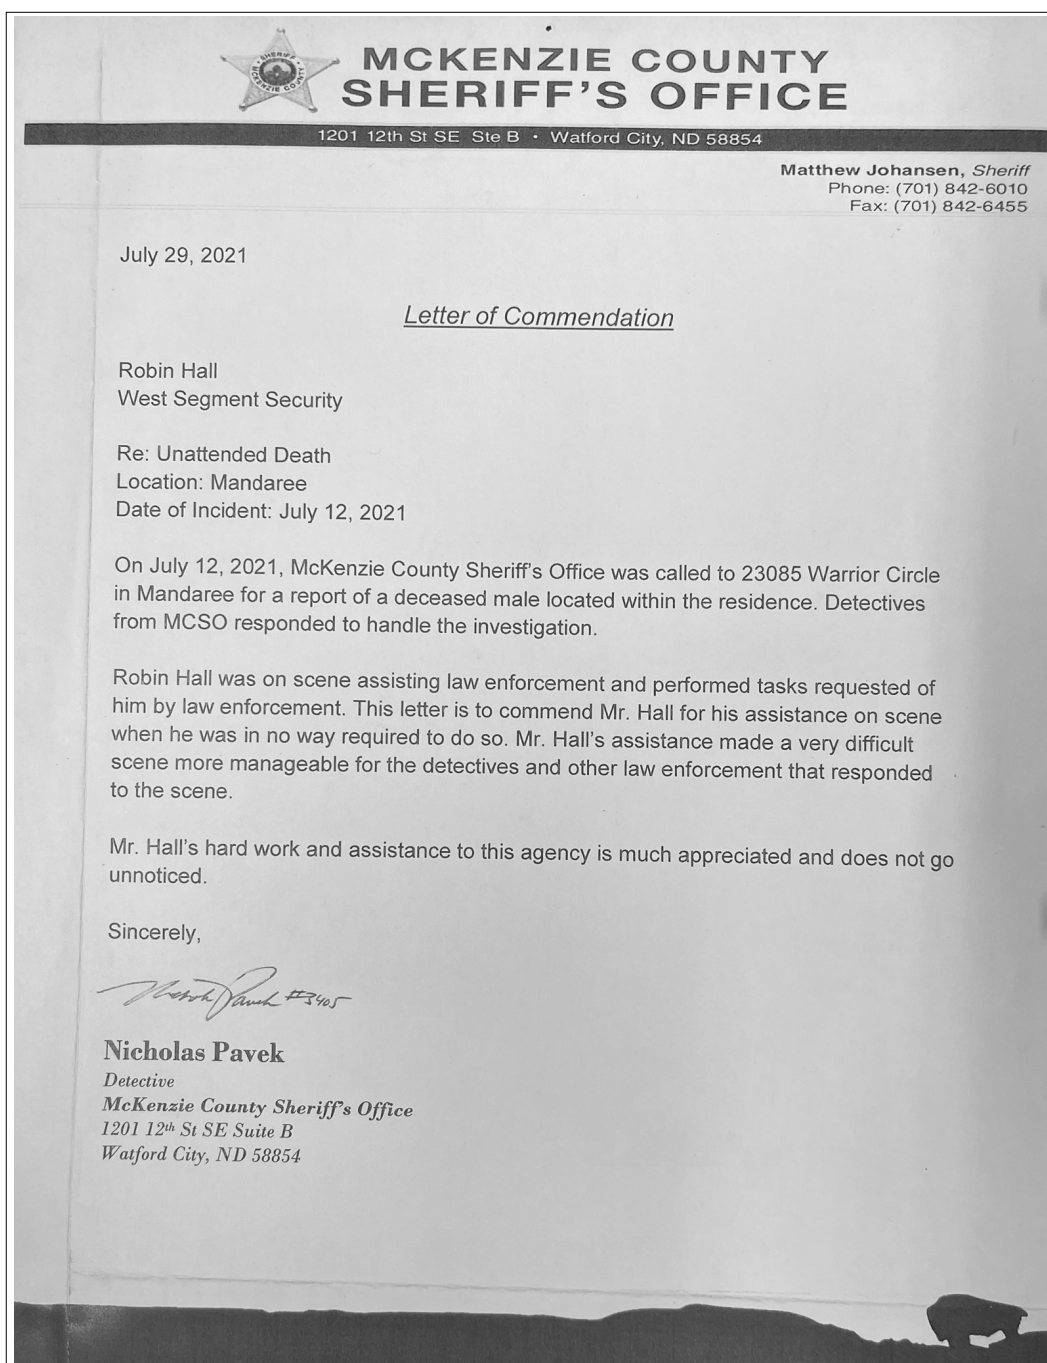 SHERIFF
MCKENZIE COUNTY
MCKENZIE COUNTY
SHERIFF'S OFFICE
1201 12th St SE Ste B • Watford City, ND 58854
Matthew Johansen, Sheriff
Phone: (701) 842-6010
Fax: (701) 842-6455
July 29, 2021
Letter of Commendation
Robin Hall
West Segment Security
Re: Unattended Death
Location: Mandaree
Date of Incident: July 12, 2021
On July 12, 2021, McKenzie County Sheriff's Office was called to 23085 Warrior Circle
in Mandaree for a report of a deceased male located within the residence. Detectives
from MCSO responded to handle the investigation.
Robin Hall was on scene assisting law enforcement and performed tasks requested of
him by law enforcement. This letter is to commend Mr. Hall for his assistance on scene
when he was in no way required to do so. Mr. Hall's assistance made a very difficult
scene more manageable for the detectives and other law enforcement that responded
to the scene.
Mr. Hall's hard work and assistance to this agency is much appreciated and does not go
unnoticed.
Sincerely,
#3405
Nicholas Pavek
Detective
McKenzie County Sheriff's Office
1201 12th St SE Suite B
Watford City, ND 58854